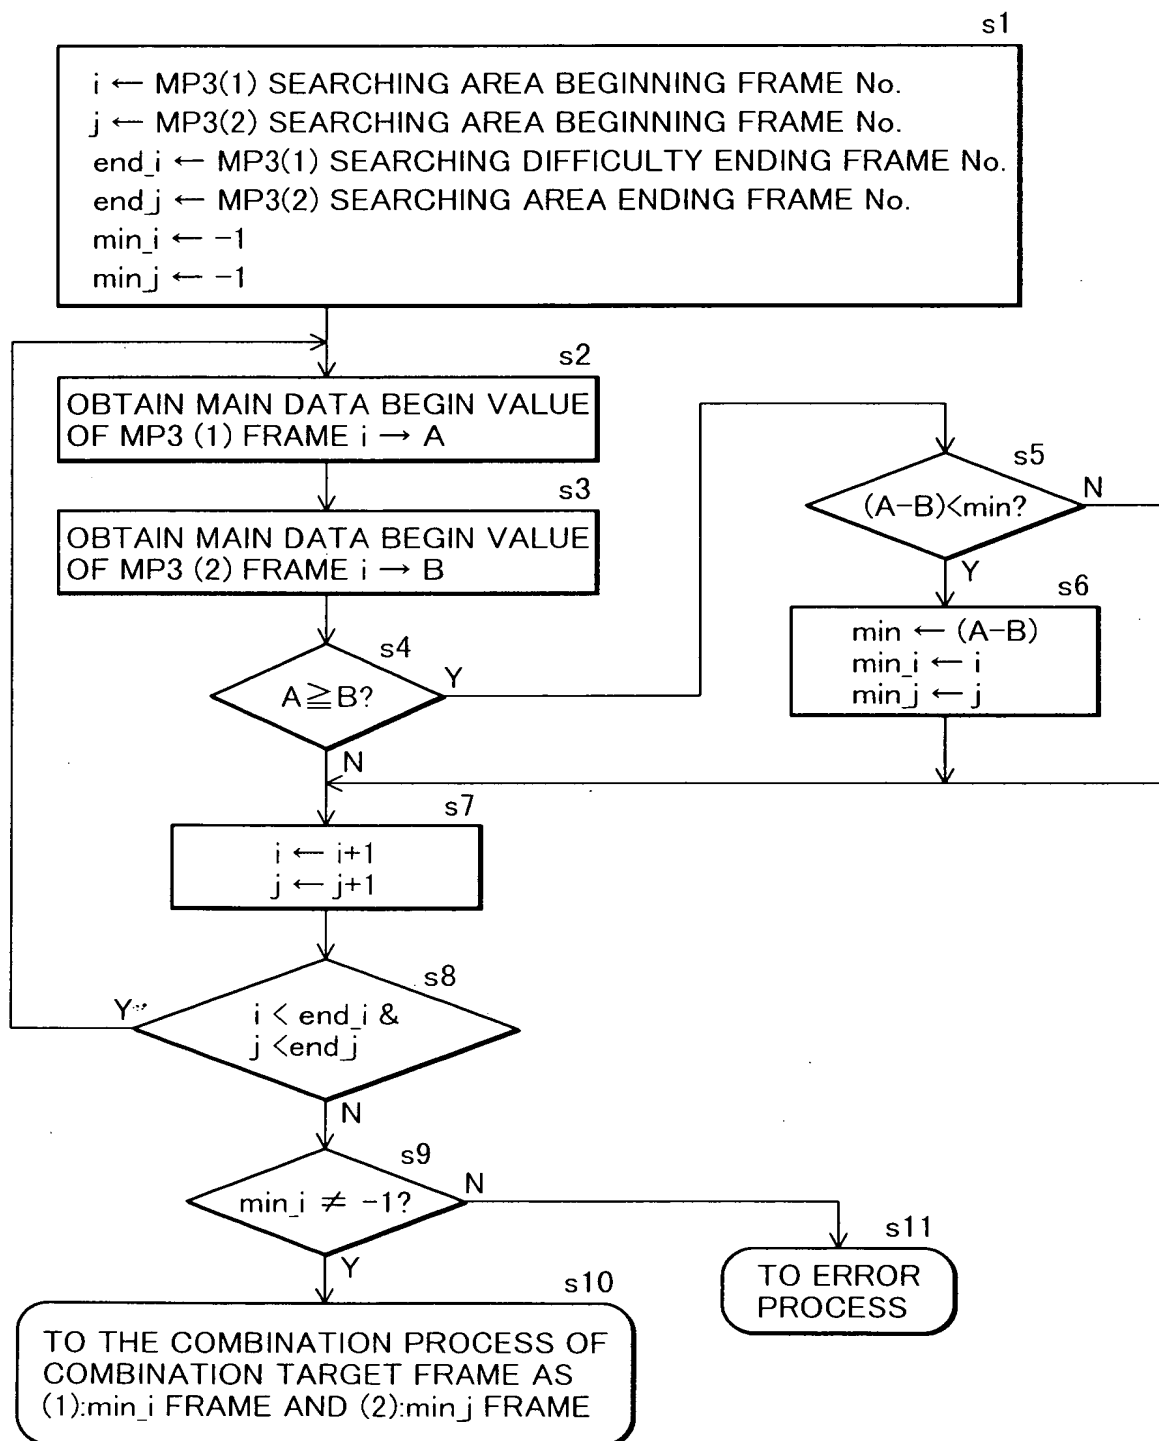 s1
i ← MP3(1) SEARCHING AREA BEGINNING FRAME No.
j ← MP3(2) SEARCHING AREA BEGINNING FRAME No.
end_i ← MP3(1) SEARCHING DIFFICULTY ENDING FRAME No.
end_j ← MP3(2) SEARCHING AREA ENDING FRAME No.
min_i ← -1
min_j ← -1
s2
OBTAIN MAIN DATA BEGIN VALUE
OF MP3 (1) FRAME i → A
s3
OBTAIN MAIN DATA BEGIN VALUE
OF MP3 (2) FRAME i → B
s4
A≧B?
Y
N
s5
(A-B)<min?
N
Y
s6
min ← (A-B)
min_i ← i
min_j ← j
s7
i ← i+1
j ← j+1
s8
i < end_i &
j <end_j
Y
N
s9
min_i ≠ -1?
N
Y
s10
TO THE COMBINATION PROCESS OF
COMBINATION TARGET FRAME AS
(1):min_i FRAME AND (2):min_j FRAME
s11
TO ERROR
PROCESS